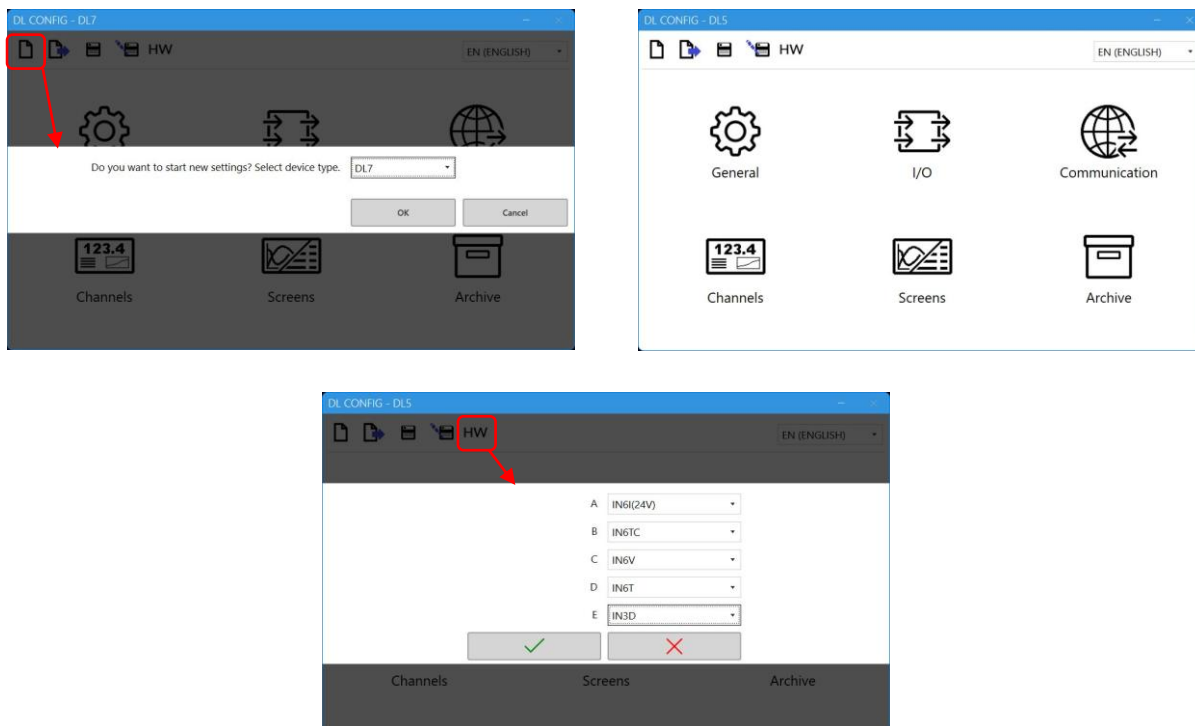 DL CONFIG - DL7
HW
EN (ENGLISH)
Do you want to start new settings? Select device type.
DL7
OK
Cancel
123.4
Channels
Screens
Archive
DL CONFIG - DL5
HW
EN (ENGLISH)
General
I/O
Communication
123.4
Channels
Screens
Archive
DL CONFIG - DL5
HW
EN (ENGLISH)
A IN6I(24V)
B IN6TC
C IN6V
D IN6T
E IN3D
Channels
Screens
Archive